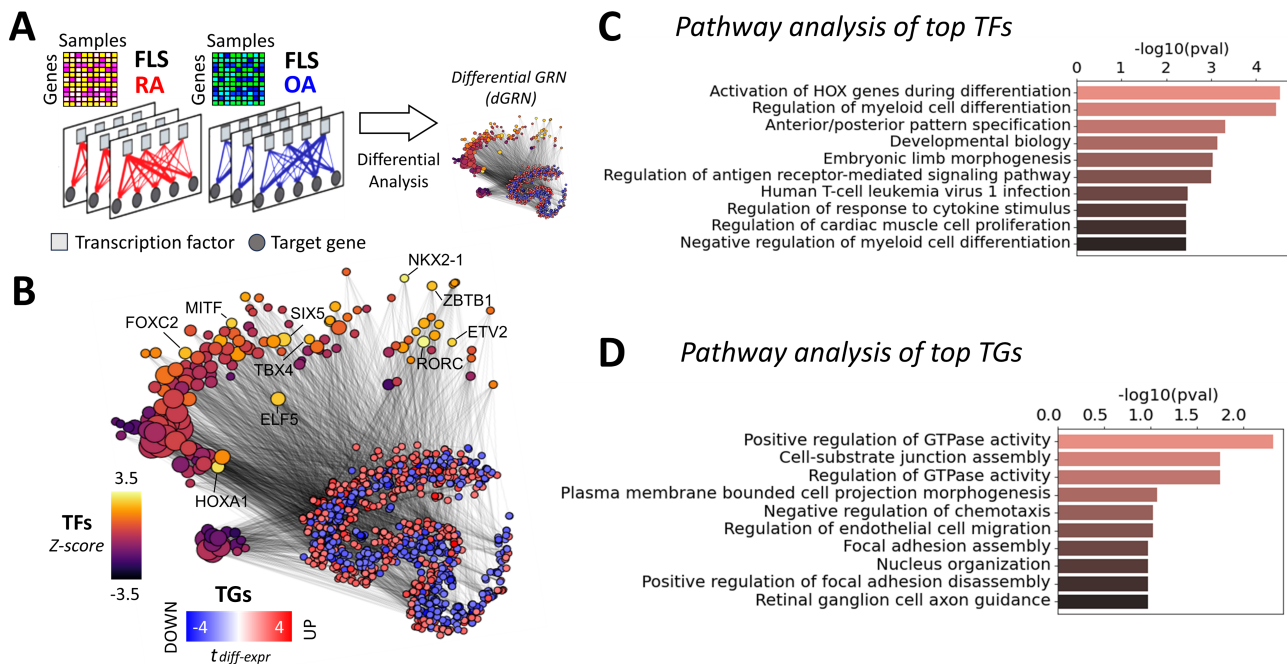 A
Samples
Genes
FLS
RA
Samples
Genes
FLS
OA
Differential
Analysis
Differential GRN
(dGRN)
Transcription factor
Target gene
B
NKX2-1
ZBTB1
MITF
SIX5
FOXC2
ETV2
TBX4
RORC
ELF5
HOXA1
3.5
TFs
Z-score
-3.5
TGs
DOWN
-4
4
UP
t diff-expr
C
Pathway analysis of top TFs
-log10(pval)
0 1 2 3 4
Activation of HOX genes during differentiation
Regulation of myeloid cell differentiation
Anterior/posterior pattern specification
Developmental biology
Embryonic limb morphogenesis
Regulation of antigen receptor-mediated signaling pathway
Human T-cell leukemia virus 1 infection
Regulation of response to cytokine stimulus
Regulation of cardiac muscle cell proliferation
Negative regulation of myeloid cell differentiation
D
Pathway analysis of top TGs
-log10(pval)
0.0 0.5 1.0 1.5 2.0
Positive regulation of GTPase activity
Cell-substrate junction assembly
Regulation of GTPase activity
Plasma membrane bounded cell projection morphogenesis
Negative regulation of chemotaxis
Regulation of endothelial cell migration
Focal adhesion assembly
Nucleus organization
Positive regulation of focal adhesion disassembly
Retinal ganglion cell axon guidance